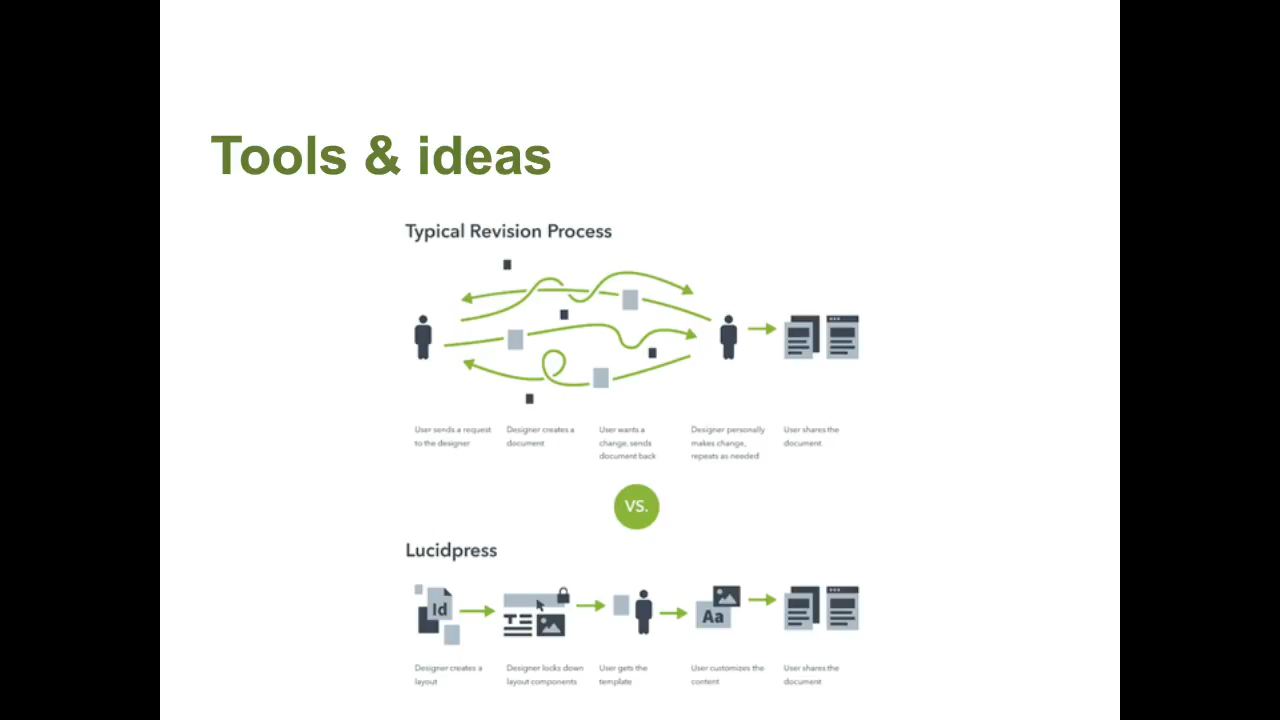 Tools & ideas
Typical Revision Process
User sends a request
to the designer
Designer creates a
document
User wants a
change, sends
document back
Designer personally
makes change,
repeats as needed
User shares the
document
VS.
Lucidpress
Id
Aa
Designer creates a
layout
Designer locks down
layout components
User gets the
template
User customizes the
content
User shares the
document